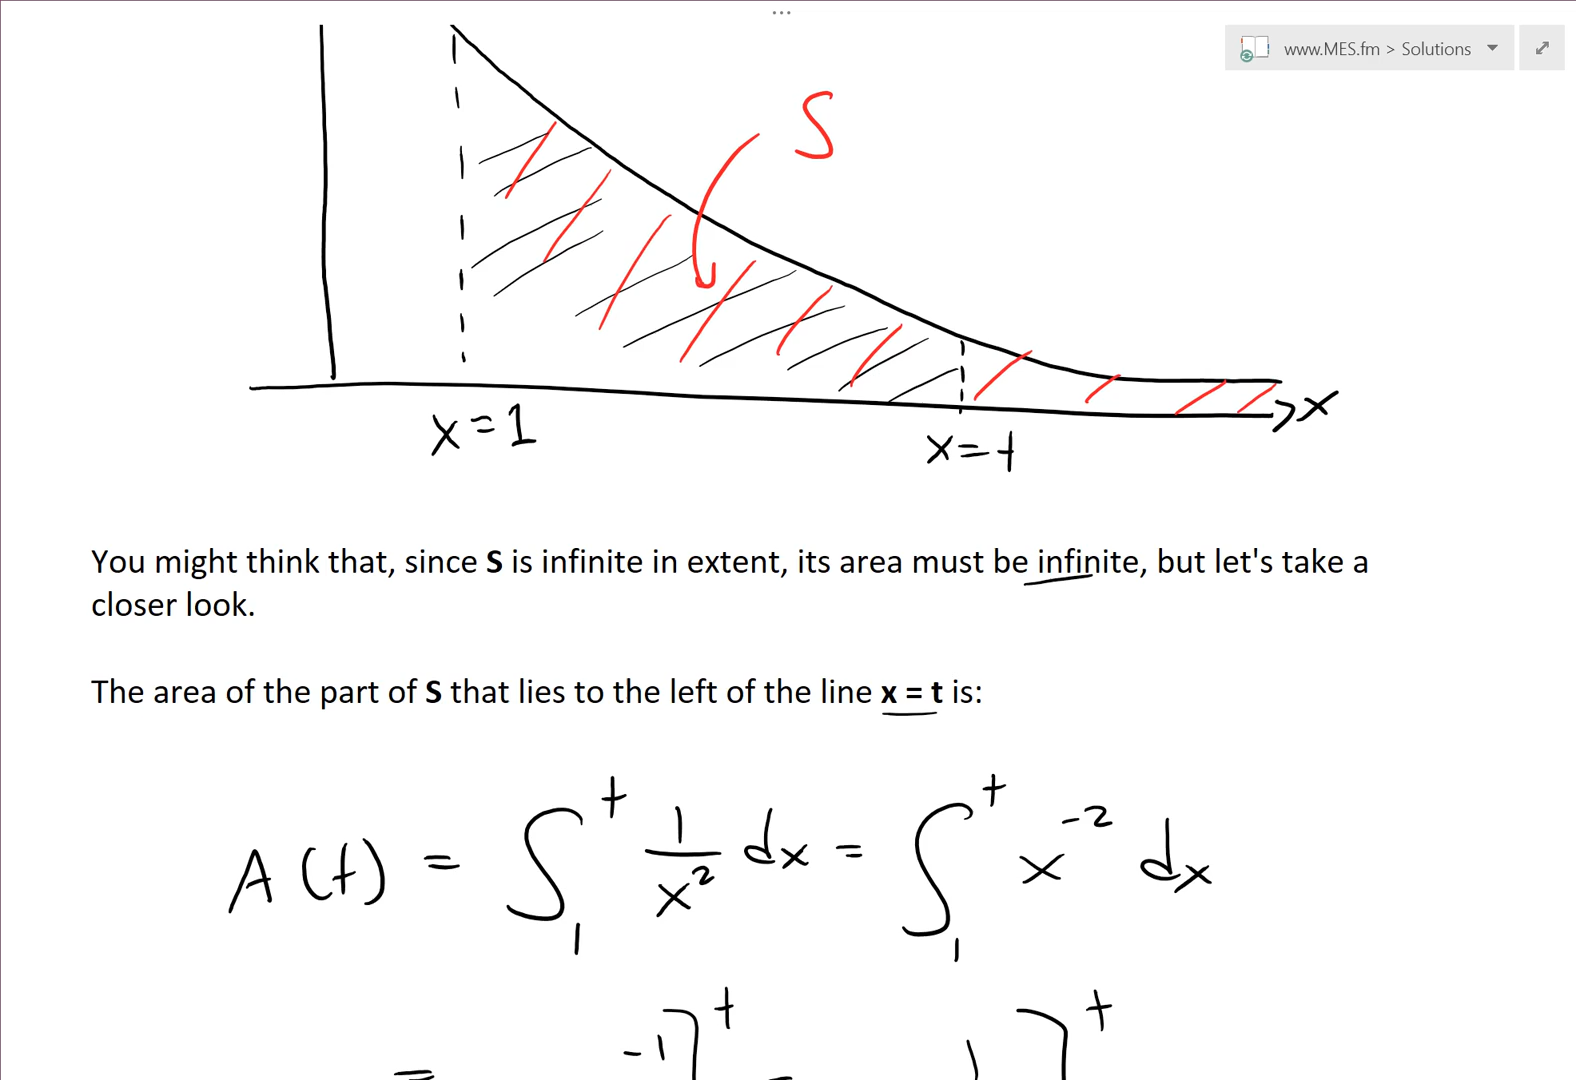 www.MES.fm > Solutions
S
x
x=1
x=t
You might think that, since S is infinite in extent, its area must be infinite, but let's take a
closer look.
The area of the part of S that lies to the left of the line x = t is:
A(t) = ∫₁ᵗ 1/x² dx = ∫₁ᵗ x⁻² dx
= -1]ᵗ = 1]ᵗ